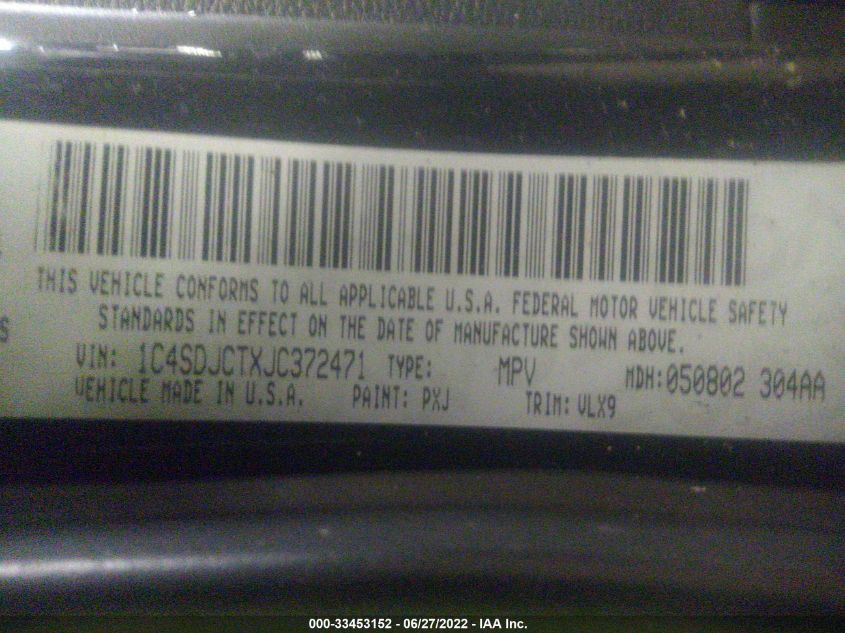 THIS VEHICLE CONFORMS TO ALL APPLICABLE U.S.A. FEDERAL MOTOR VEHICLE SAFETY
STANDARDS IN EFFECT ON THE DATE OF MANUFACTURE SHOWN ABOVE.
S
VIN: 1C4SDJCTXJC372471 TYPE: MPV MDH: 050802 304AA
VEHICLE MADE IN U.S.A. PAINT: PXJ TRIM: VLX9
000-33453152 - 06/27/2022 - IAA Inc.